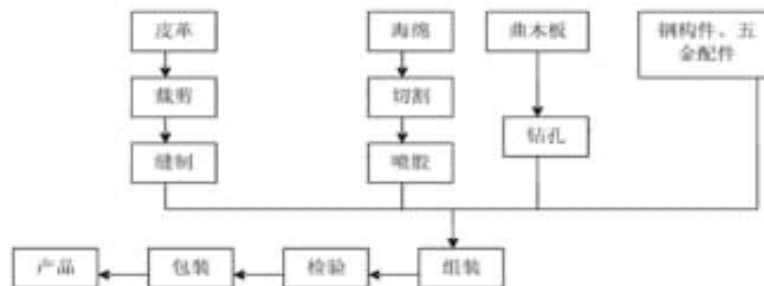 皮革
海绵
曲木板
钢构件、五
金配件
裁剪
切割
钻孔
缝制
喷胶
产品
包装
检验
组装